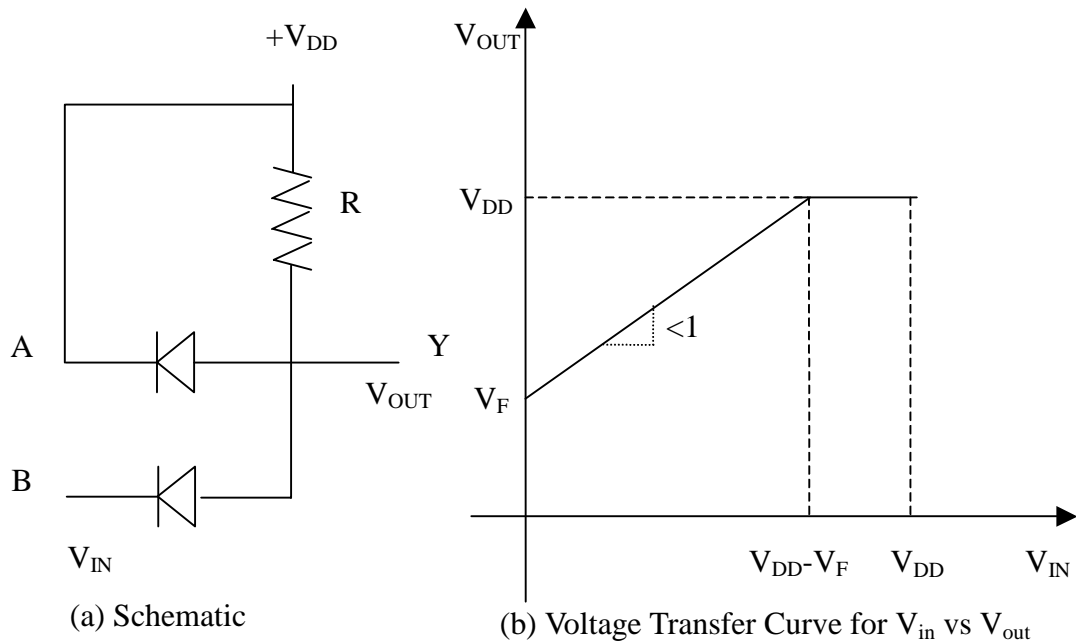 +V_DD
R
A
Y
V_OUT
B
V_IN
(a) Schematic
V_OUT
V_DD
<1
V_F
V_DD-V_F
V_DD
V_IN
(b) Voltage Transfer Curve for V_in vs V_out